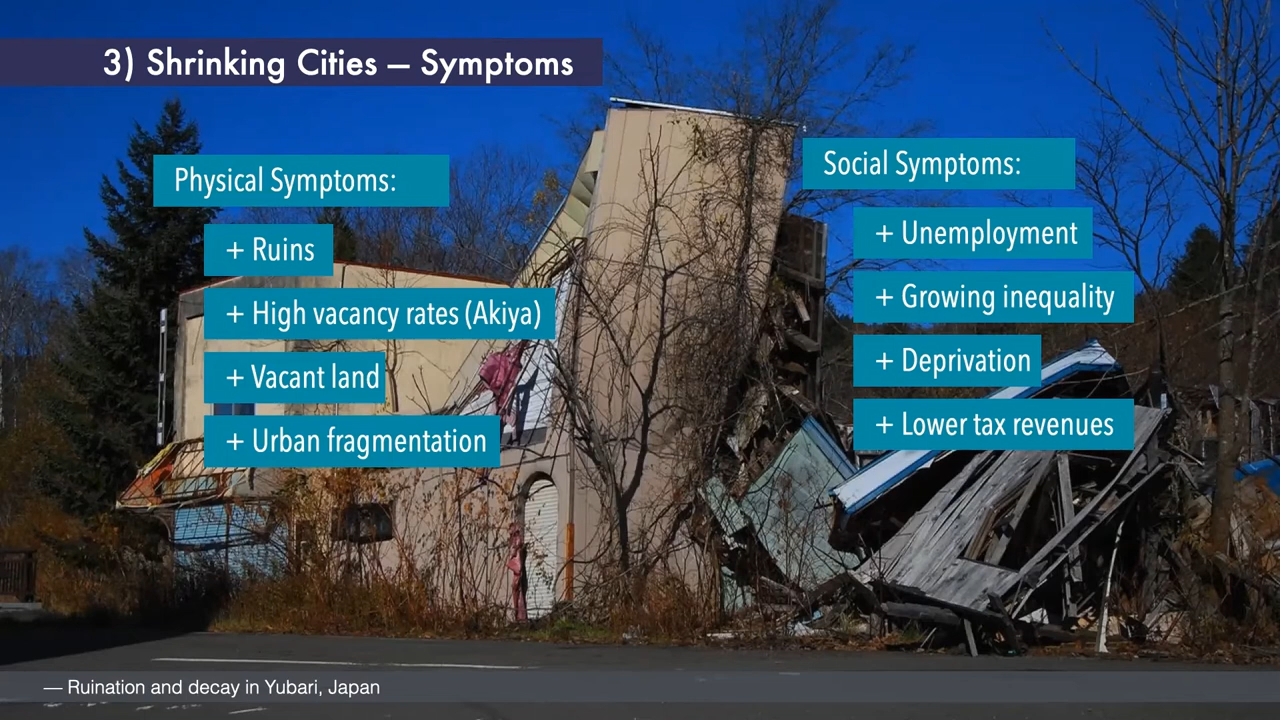 3) Shrinking Cities — Symptoms
Physical Symptoms:
+ Ruins
+ High vacancy rates (Akiya)
+ Vacant land
+ Urban fragmentation
Social Symptoms:
+ Unemployment
+ Growing inequality
+ Deprivation
+ Lower tax revenues
— Ruination and decay in Yubari, Japan